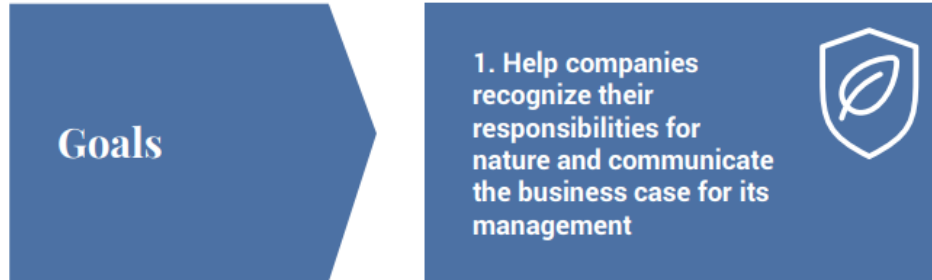 Goals
1. Help companies
recognize their
responsibilities for
nature and communicate
the business case for its
management